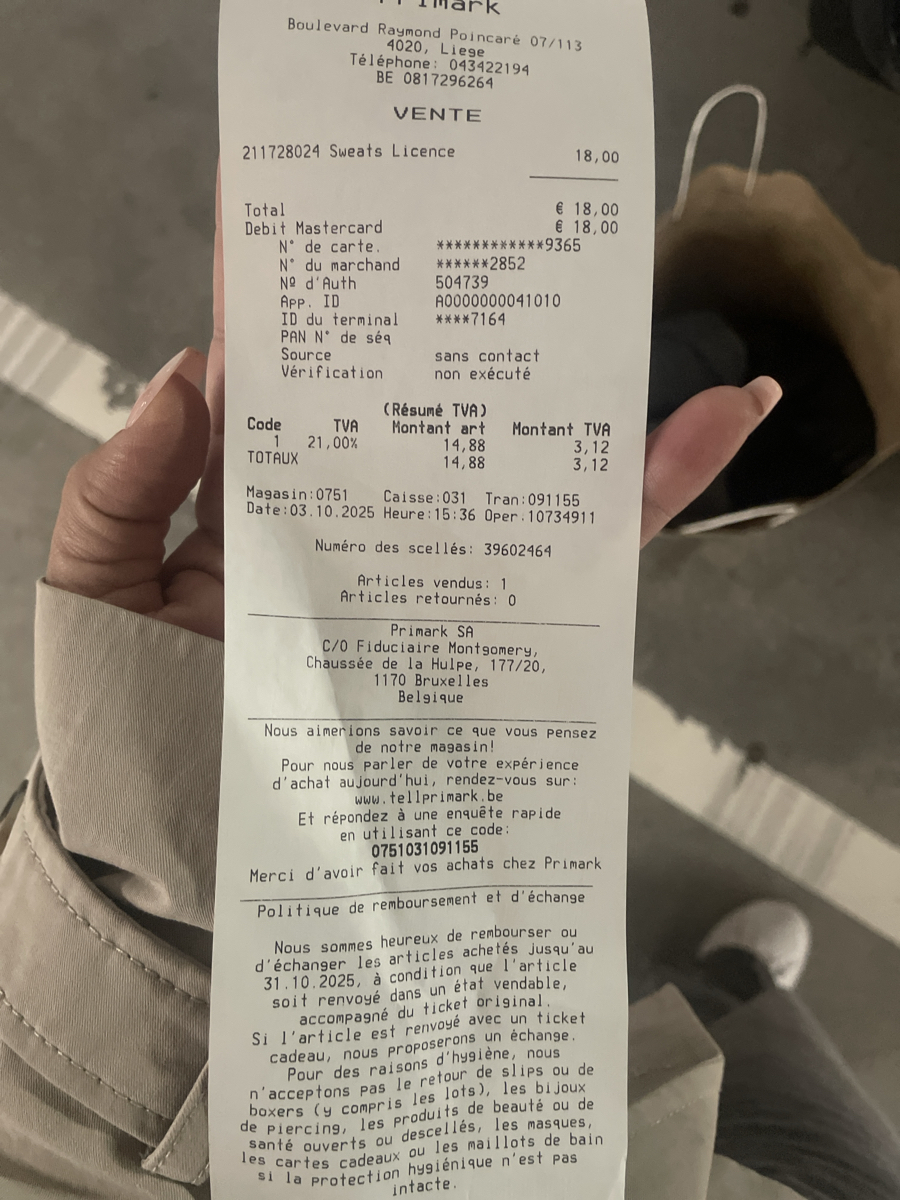 Primark
Boulevard Raymond Poincaré 07/113
4020, Liege
Téléphone: 043422194
BE 0817296264
VENTE
211728024 Sweats Licence 18,00
Total € 18,00
Debit Mastercard € 18,00
N° de carte. ************9365
N° du marchand ******2852
Nº d'Auth 504739
App. ID A0000000041010
ID du terminal ****7164
PAN N° de séq
Source sans contact
Vérification non exécuté
(Résumé TVA)
Code TVA Montant art Montant TVA
1 21,00% 14,88 3,12
TOTAUX 14,88 3,12
Magasin:0751 Caisse:031 Tran:091155
Date:03.10.2025 Heure:15:36 Oper:10734911
Numéro des scellés: 39602464
Articles vendus: 1
Articles retournés: 0
Primark SA
C/O Fiduciaire Montgomery,
Chaussée de la Hulpe, 177/20,
1170 Bruxelles
Belgique
Nous aimerions savoir ce que vous pensez
de notre magasin!
Pour nous parler de votre expérience
d'achat aujourd'hui, rendez-vous sur:
www.tellprimark.be
Et répondez à une enquête rapide
en utilisant ce code:
0751031091155
Merci d'avoir fait vos achats chez Primark
Politique de remboursement et d'échange
Nous sommes heureux de rembourser ou
d'échanger les articles achetés jusqu'au
31.10.2025, à condition que l'article
soit renvoyé dans un état vendable,
accompagné du ticket original.
Si l'article est renvoyé avec un ticket
cadeau, nous proposerons un échange.
Pour des raisons d'hygiène, nous
n'acceptons pas le retour de slips ou de
boxers (y compris les lots), les bijoux
de piercing, les produits de beauté ou de
santé ouverts ou descellés, les masques,
les cartes cadeaux ou les maillots de bain
si la protection hygiénique n'est pas
intacte.